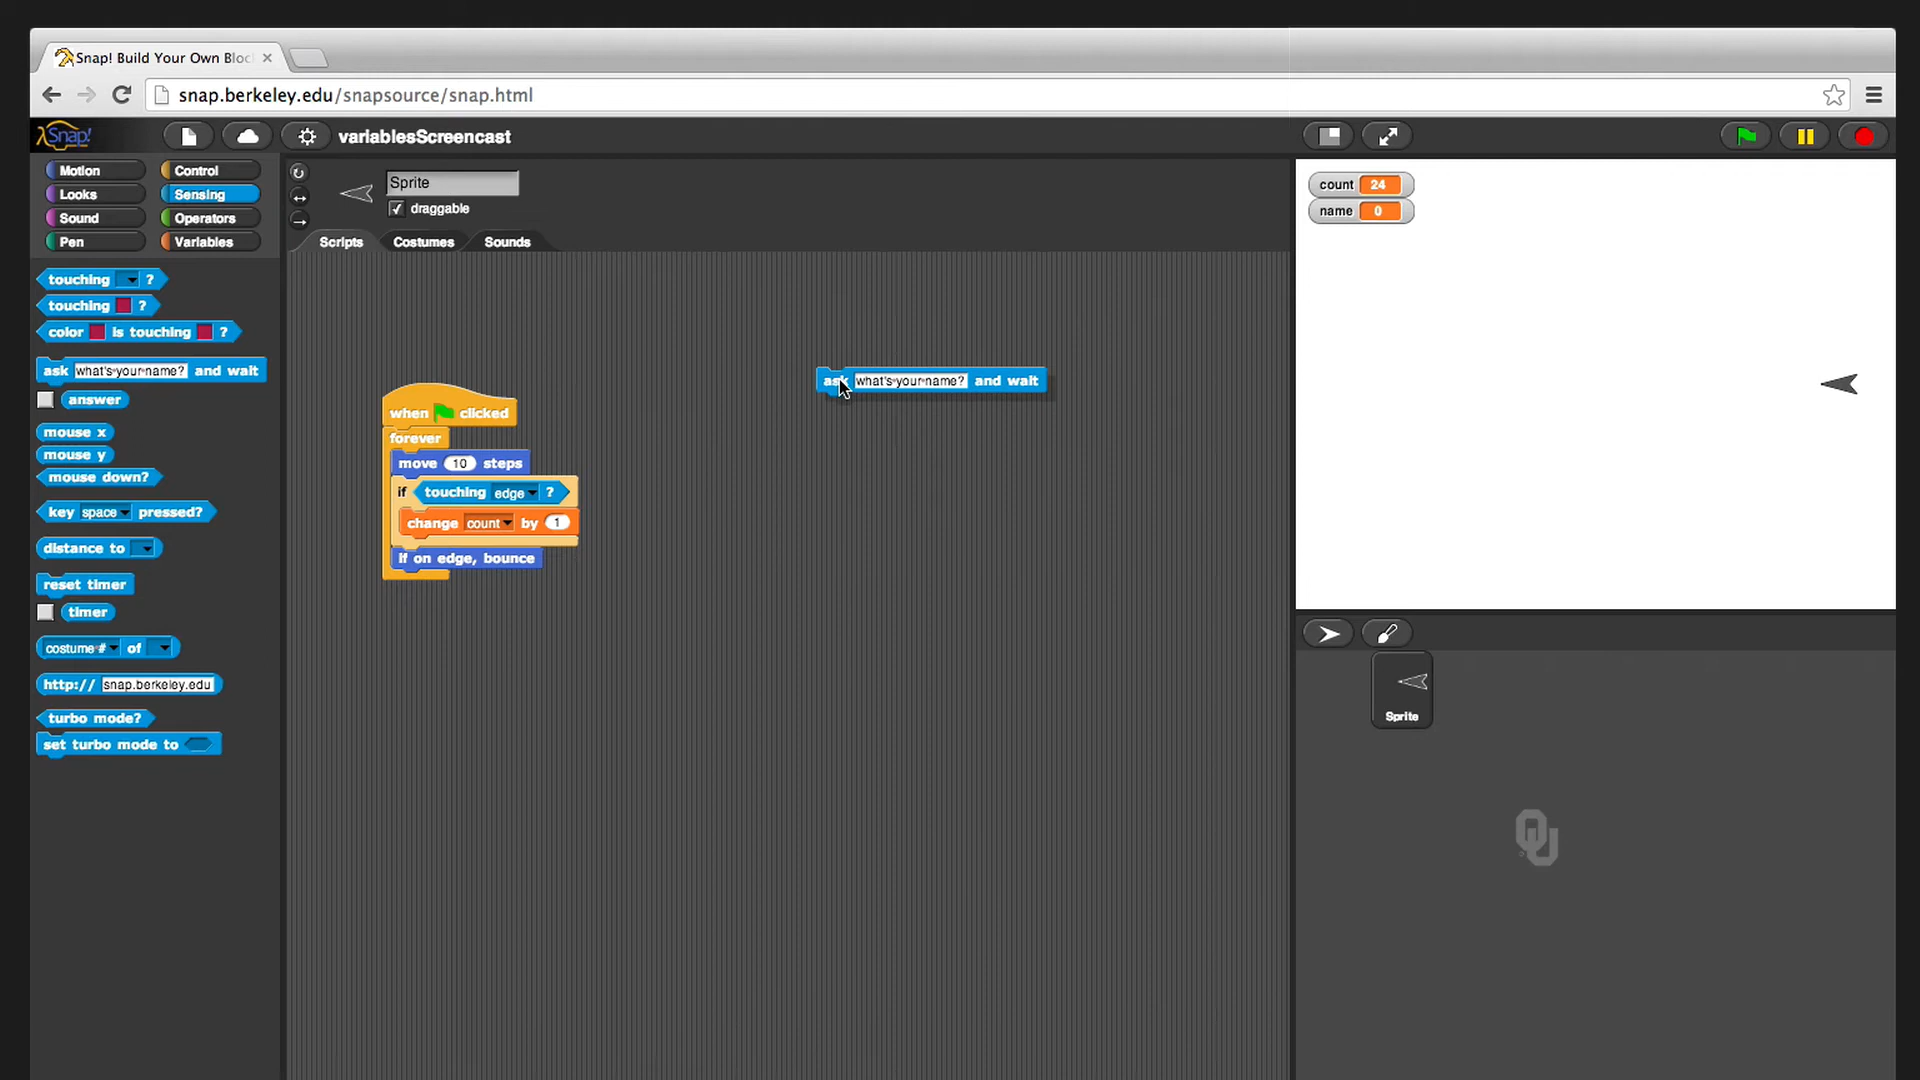 Snap! Build Your Own Bloc
snap.berkeley.edu/snapsource/snap.html
λSnap!
variablesScreencast
Motion
Control
Looks
Sensing
Sound
Operators
Pen
Variables
Sprite
draggable
Scripts
Costumes
Sounds
touching ?
touching ?
color is touching ?
ask what's your name? and wait
answer
mouse x
mouse y
mouse down?
key space pressed?
distance to
reset timer
timer
costume # of
http:// snap.berkeley.edu
turbo mode?
set turbo mode to
when clicked
forever
move 10 steps
if touching edge ?
change count by 1
if on edge, bounce
ask what's your name? and wait
count 24
name 0
Sprite
OU